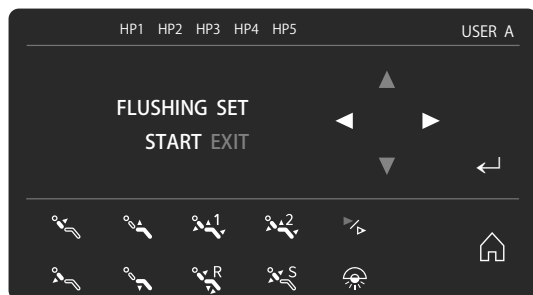 HP1 HP2 HP3 HP4 HP5 USER A
FLUSHING SET
START EXIT
1 2
R S